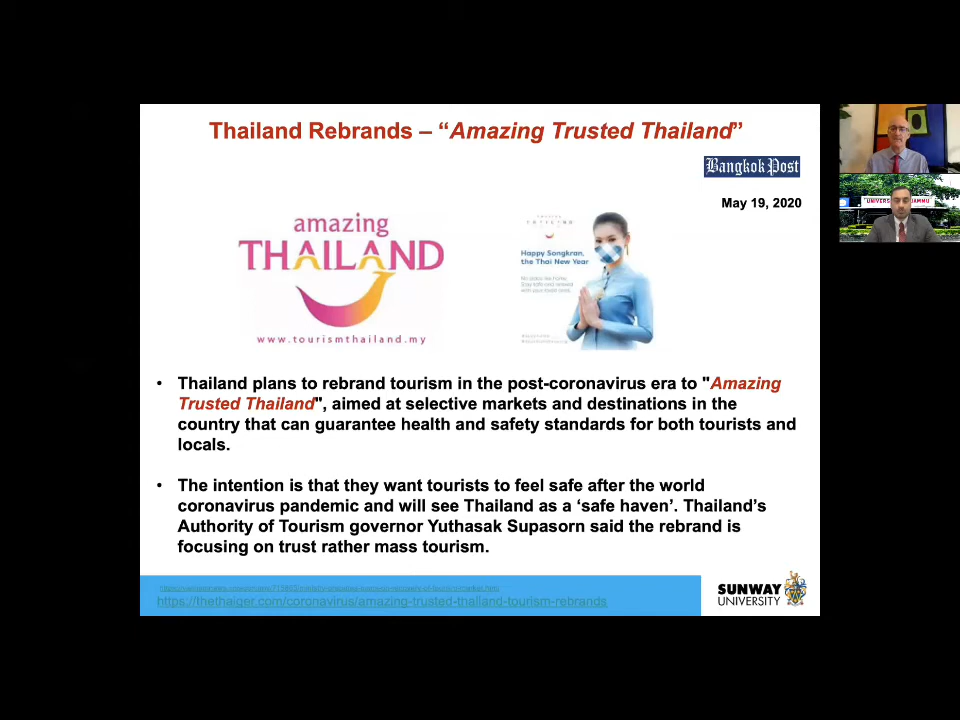 Thailand Rebrands – “Amazing Trusted Thailand”
Bangkok Post
May 19, 2020
amazing
THAILAND
www.tourismthailand.my
Happy Songkran,
the Thai New Year
• Thailand plans to rebrand tourism in the post-coronavirus era to "Amazing
Trusted Thailand", aimed at selective markets and destinations in the
country that can guarantee health and safety standards for both tourists and
locals.
• The intention is that they want tourists to feel safe after the world
coronavirus pandemic and will see Thailand as a ‘safe haven’. Thailand’s
Authority of Tourism governor Yuthasak Supasorn said the rebrand is
focusing on trust rather mass tourism.
https://thethaiger.com/coronavirus/amazing-trusted-thailand-tourism-rebrands
SUNWAY
UNIVERSITY